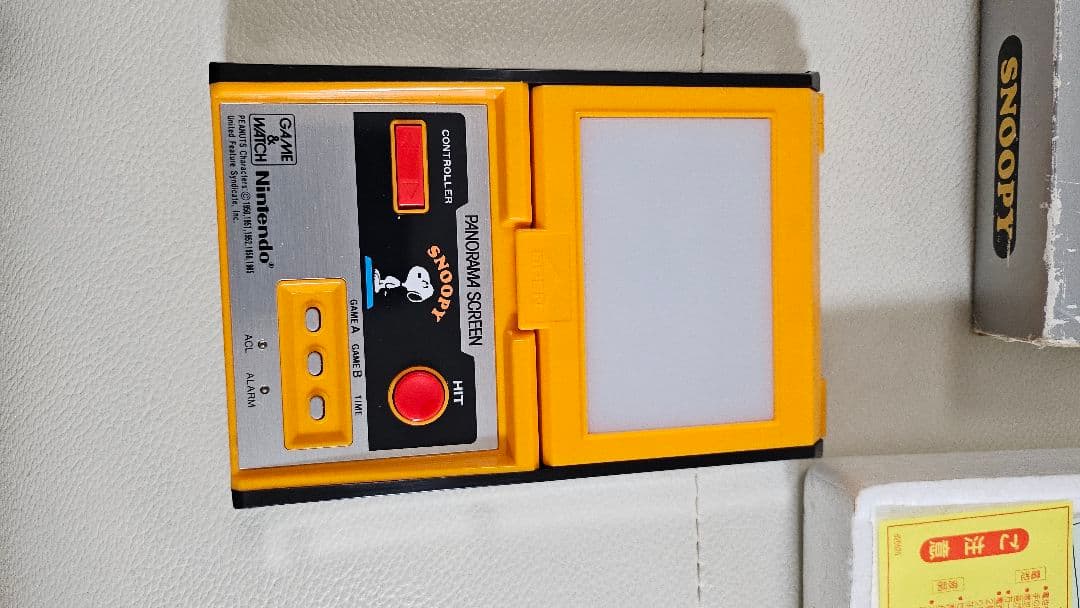 PANORAMA SCREEN
CONTROLLER
HIT
SNOOPY
GAME A GAME B TIME
GAME
&
WATCH
Nintendo®
PEANUTS Characters © 1950, 1951, 1952, 1958, 1965
United Feature Syndicate, Inc.
ACL ALARM
OPEN
SNOOPY
ご注意